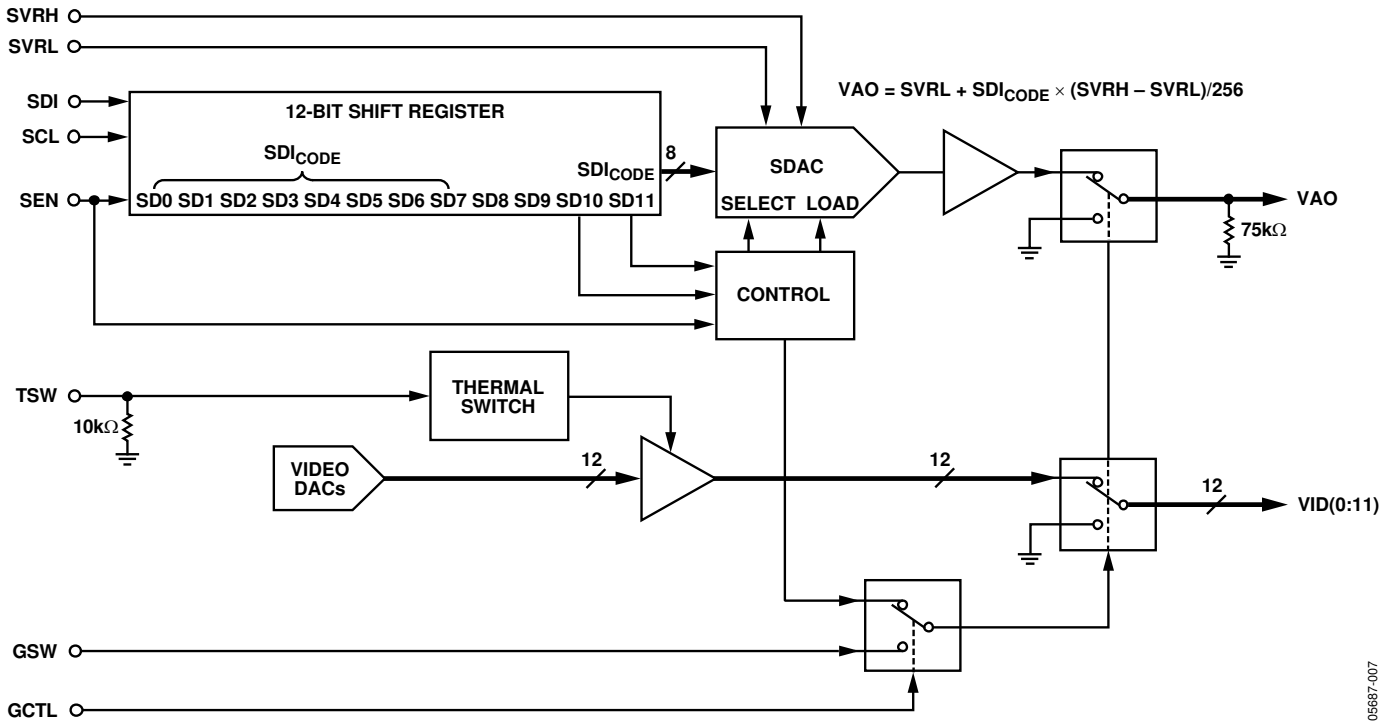 SVRH
SVRL
SDI
SCL
SEN
12-BIT SHIFT REGISTER
SDICODE
SDICODE
SD0 SD1 SD2 SD3 SD4 SD5 SD6 SD7 SD8 SD9 SD10 SD11
8
VAO = SVRL + SDICODE × (SVRH – SVRL)/256
SDAC
SELECT LOAD
VAO
75kΩ
CONTROL
TSW
10kΩ
THERMAL
SWITCH
VIDEO
DACs
12
12
12
VID(0:11)
GSW
GCTL
05687-007